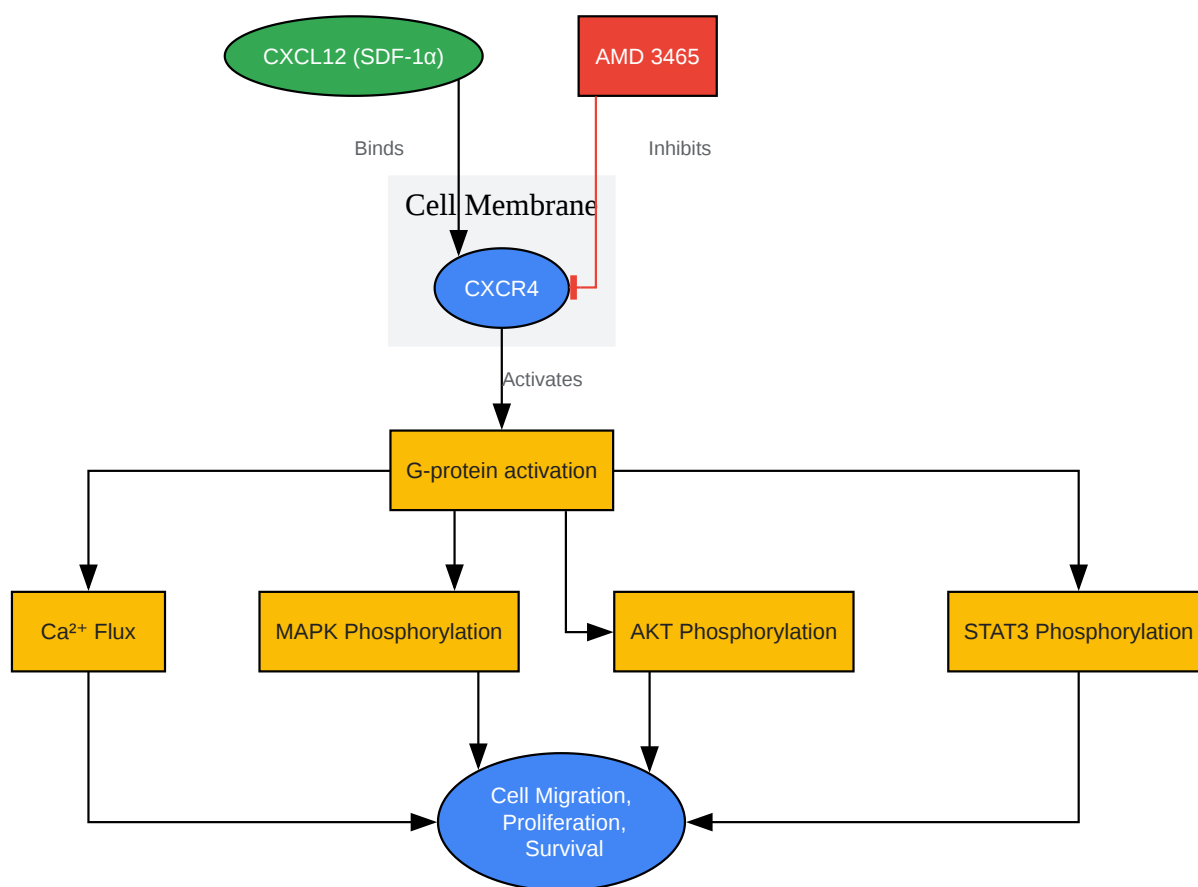 CXCL12 (SDF-1α)
AMD 3465
Binds
Inhibits
Cell Membrane
CXCR4
Activates
G-protein activation
Ca²⁺ Flux
MAPK Phosphorylation
AKT Phosphorylation
STAT3 Phosphorylation
Cell Migration,
Proliferation,
Survival